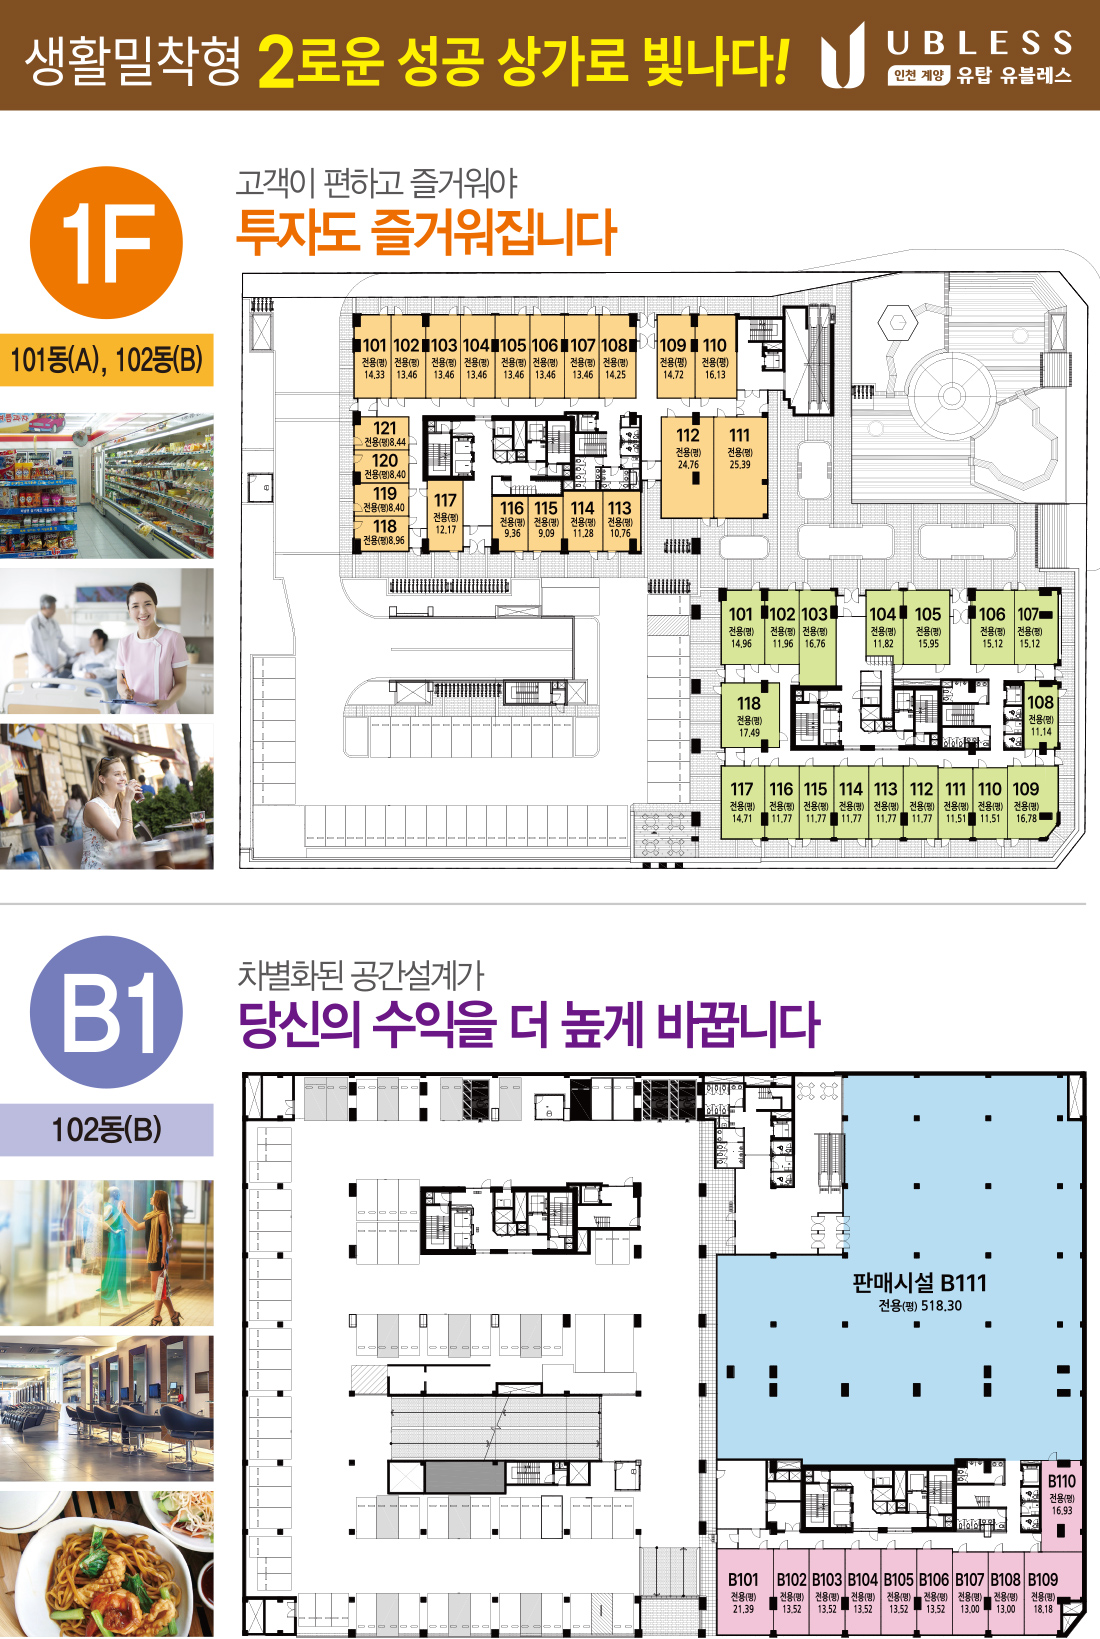 생활밀착형 2로운 성공 상가로 빛나다!
UBLESS
인천 계양 유탑 유블레스
1F
고객이 편하고 즐거워야
투자도 즐거워집니다
101동(A), 102동(B)
101 전용(평) 14.33
102 전용(평) 13.46
103 전용(평) 13.46
104 전용(평) 13.46
105 전용(평) 13.46
106 전용(평) 13.46
107 전용(평) 13.46
108 전용(평) 14.25
109 전용(평) 14.72
110 전용(평) 16.13
121 전용(평)8.44
120 전용(평)8.40
119 전용(평)8.40
118 전용(평)8.96
117 전용(평) 12.17
116 전용(평) 9.36
115 전용(평) 9.09
114 전용(평) 11.28
113 전용(평) 10.76
112 전용(평) 24.76
111 전용(평) 25.39
101 전용(평) 14.96
102 전용(평) 11.96
103 전용(평) 16.76
104 전용(평) 11.82
105 전용(평) 15.95
106 전용(평) 15.12
107 전용(평) 15.12
118 전용(평) 17.49
108 전용(평) 11.14
117 전용(평) 14.71
116 전용(평) 11.77
115 전용(평) 11.77
114 전용(평) 11.77
113 전용(평) 11.77
112 전용(평) 11.77
111 전용(평) 11.51
110 전용(평) 11.51
109 전용(평) 16.78
B1
차별화된 공간설계가
당신의 수익을 더 높게 바꿉니다
102동(B)
판매시설 B111
전용(평) 518.30
B110 전용(평) 16.93
B101 전용(평) 21.39
B102 전용(평) 13.52
B103 전용(평) 13.52
B104 전용(평) 13.52
B105 전용(평) 13.52
B106 전용(평) 13.52
B107 전용(평) 13.00
B108 전용(평) 13.00
B109 전용(평) 18.18